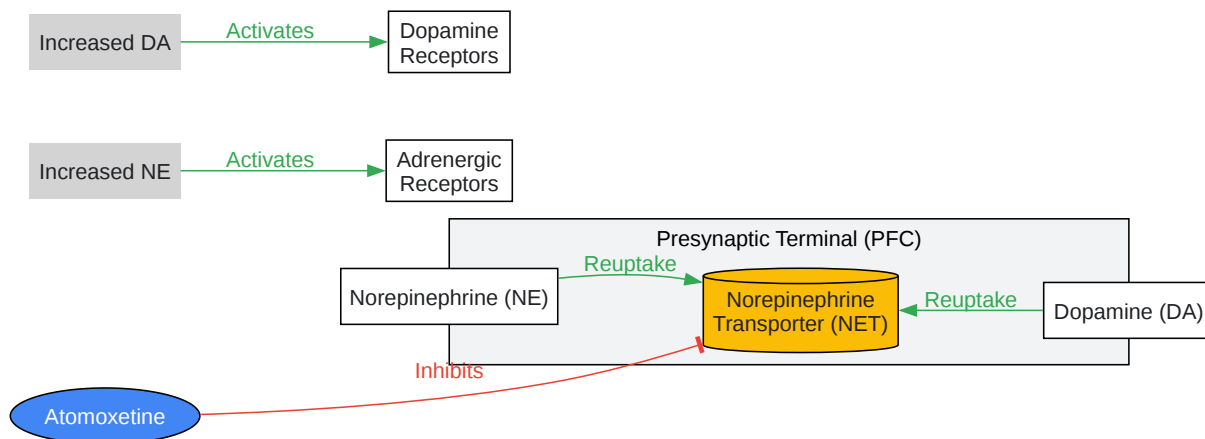 Increased DA
Activates
Dopamine
Receptors
Increased NE
Activates
Adrenergic
Receptors
Presynaptic Terminal (PFC)
Norepinephrine (NE)
Reuptake
Norepinephrine
Transporter (NET)
Reuptake
Dopamine (DA)
Inhibits
Atomoxetine